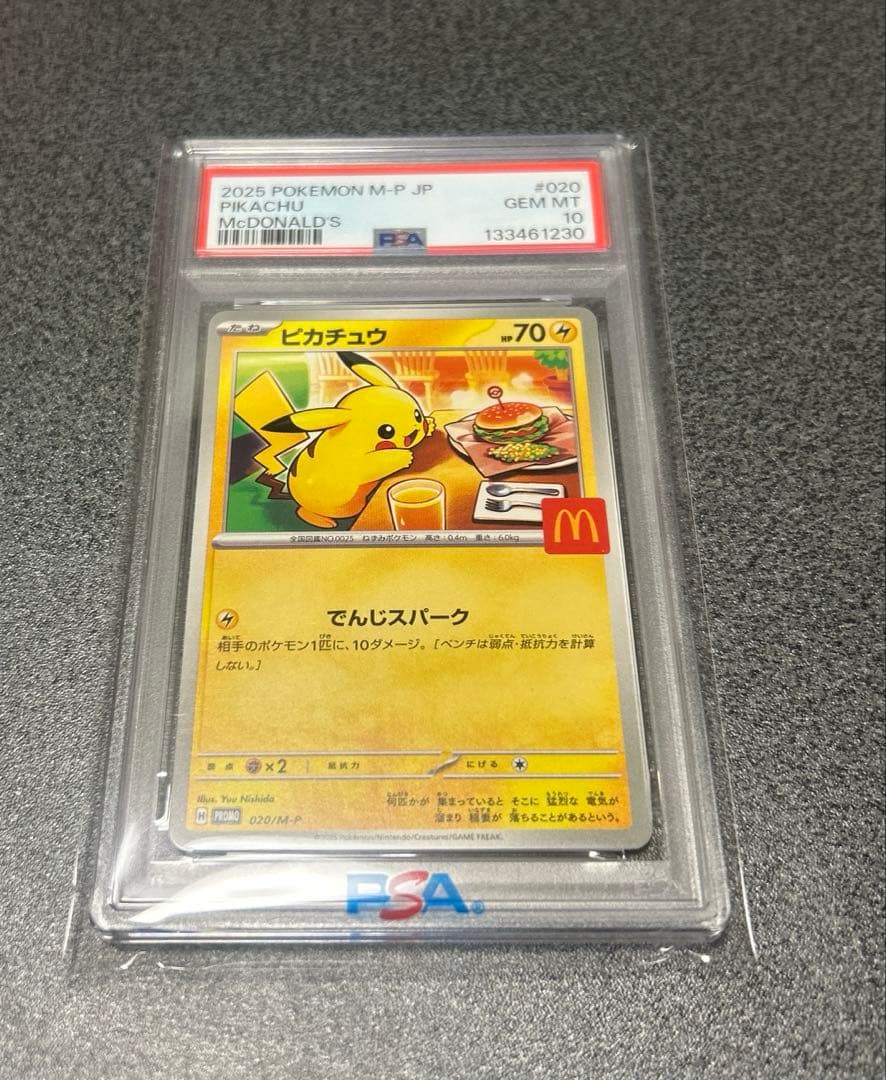 2025 POKEMON M-P JP #020
PIKACHU GEM MT
McDONALD'S 10
PSA 133461230
たね ピカチュウ HP70
全国図鑑NO.0025 ねずみポケモン 高さ:0.4m 重さ:6.0kg
でんじスパーク
相手のポケモン1匹に、10ダメージ。[ベンチは弱点・抵抗力を計算
しない。]
弱点 ×2 抵抗力 にげる
Illus. Yuu Nishida
何匹かが 集まっていると そこに 猛烈な 電気が
溜まり 稲妻が 落ちることがあるという。
H PROMO 020/M-P
©2025 Pokémon/Nintendo/Creatures/GAME FREAK.
PSA®